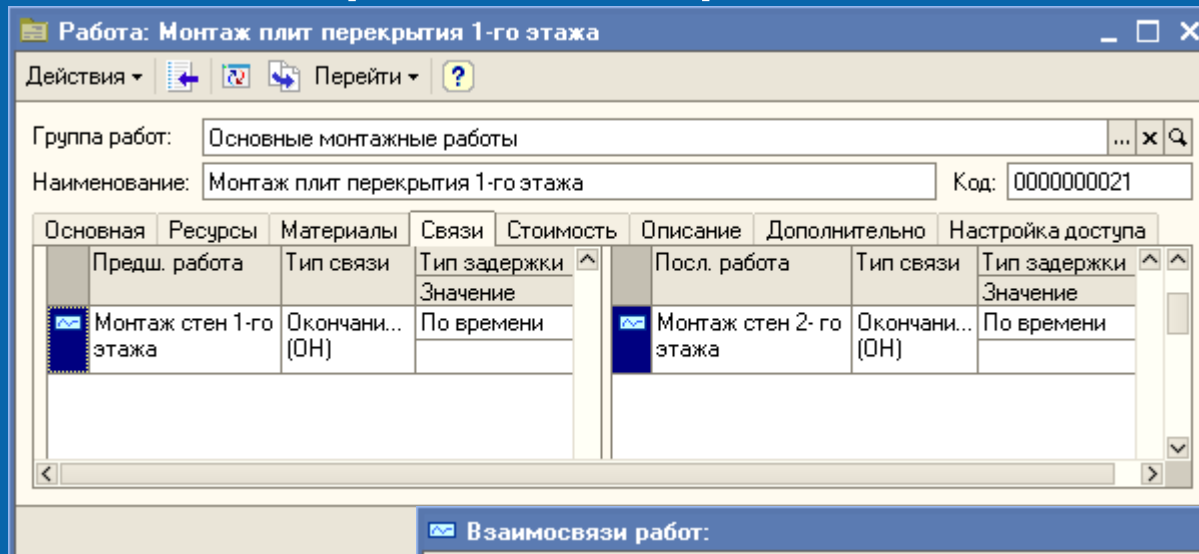 Работа: Монтаж плит перекрытия 1-го этажа
Действия Перейти ?
Группа работ: Основные монтажные работы ...
Наименование: Монтаж плит перекрытия 1-го этажа Код: 0000000021
Основная Ресурсы Материалы Связи Стоимость Описание Дополнительно Настройка доступа
Предш. работа Тип связи Тип задержки Посл. работа Тип связи Тип задержки
Значение Значение
Монтаж стен 1-го Окончани... По времени Монтаж стен 2- го Окончани... По времени
этажа (ОН) этажа (ОН)
Взаимосвязи работ: